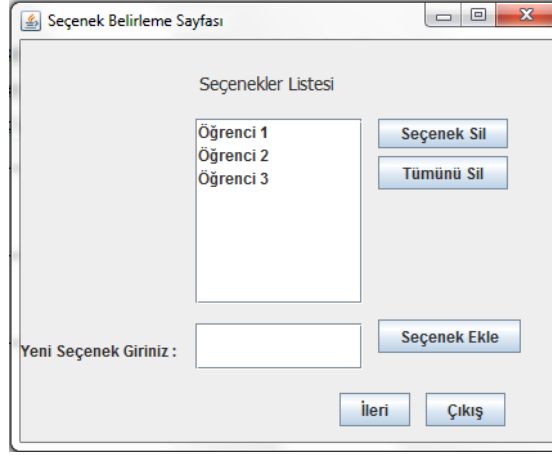 Seçenek Belirleme Sayfası
Seçenekler Listesi
Öğrenci 1
Öğrenci 2
Öğrenci 3
Seçenek Sil
Tümünü Sil
Yeni Seçenek Giriniz :
Seçenek Ekle
İleri
Çıkış